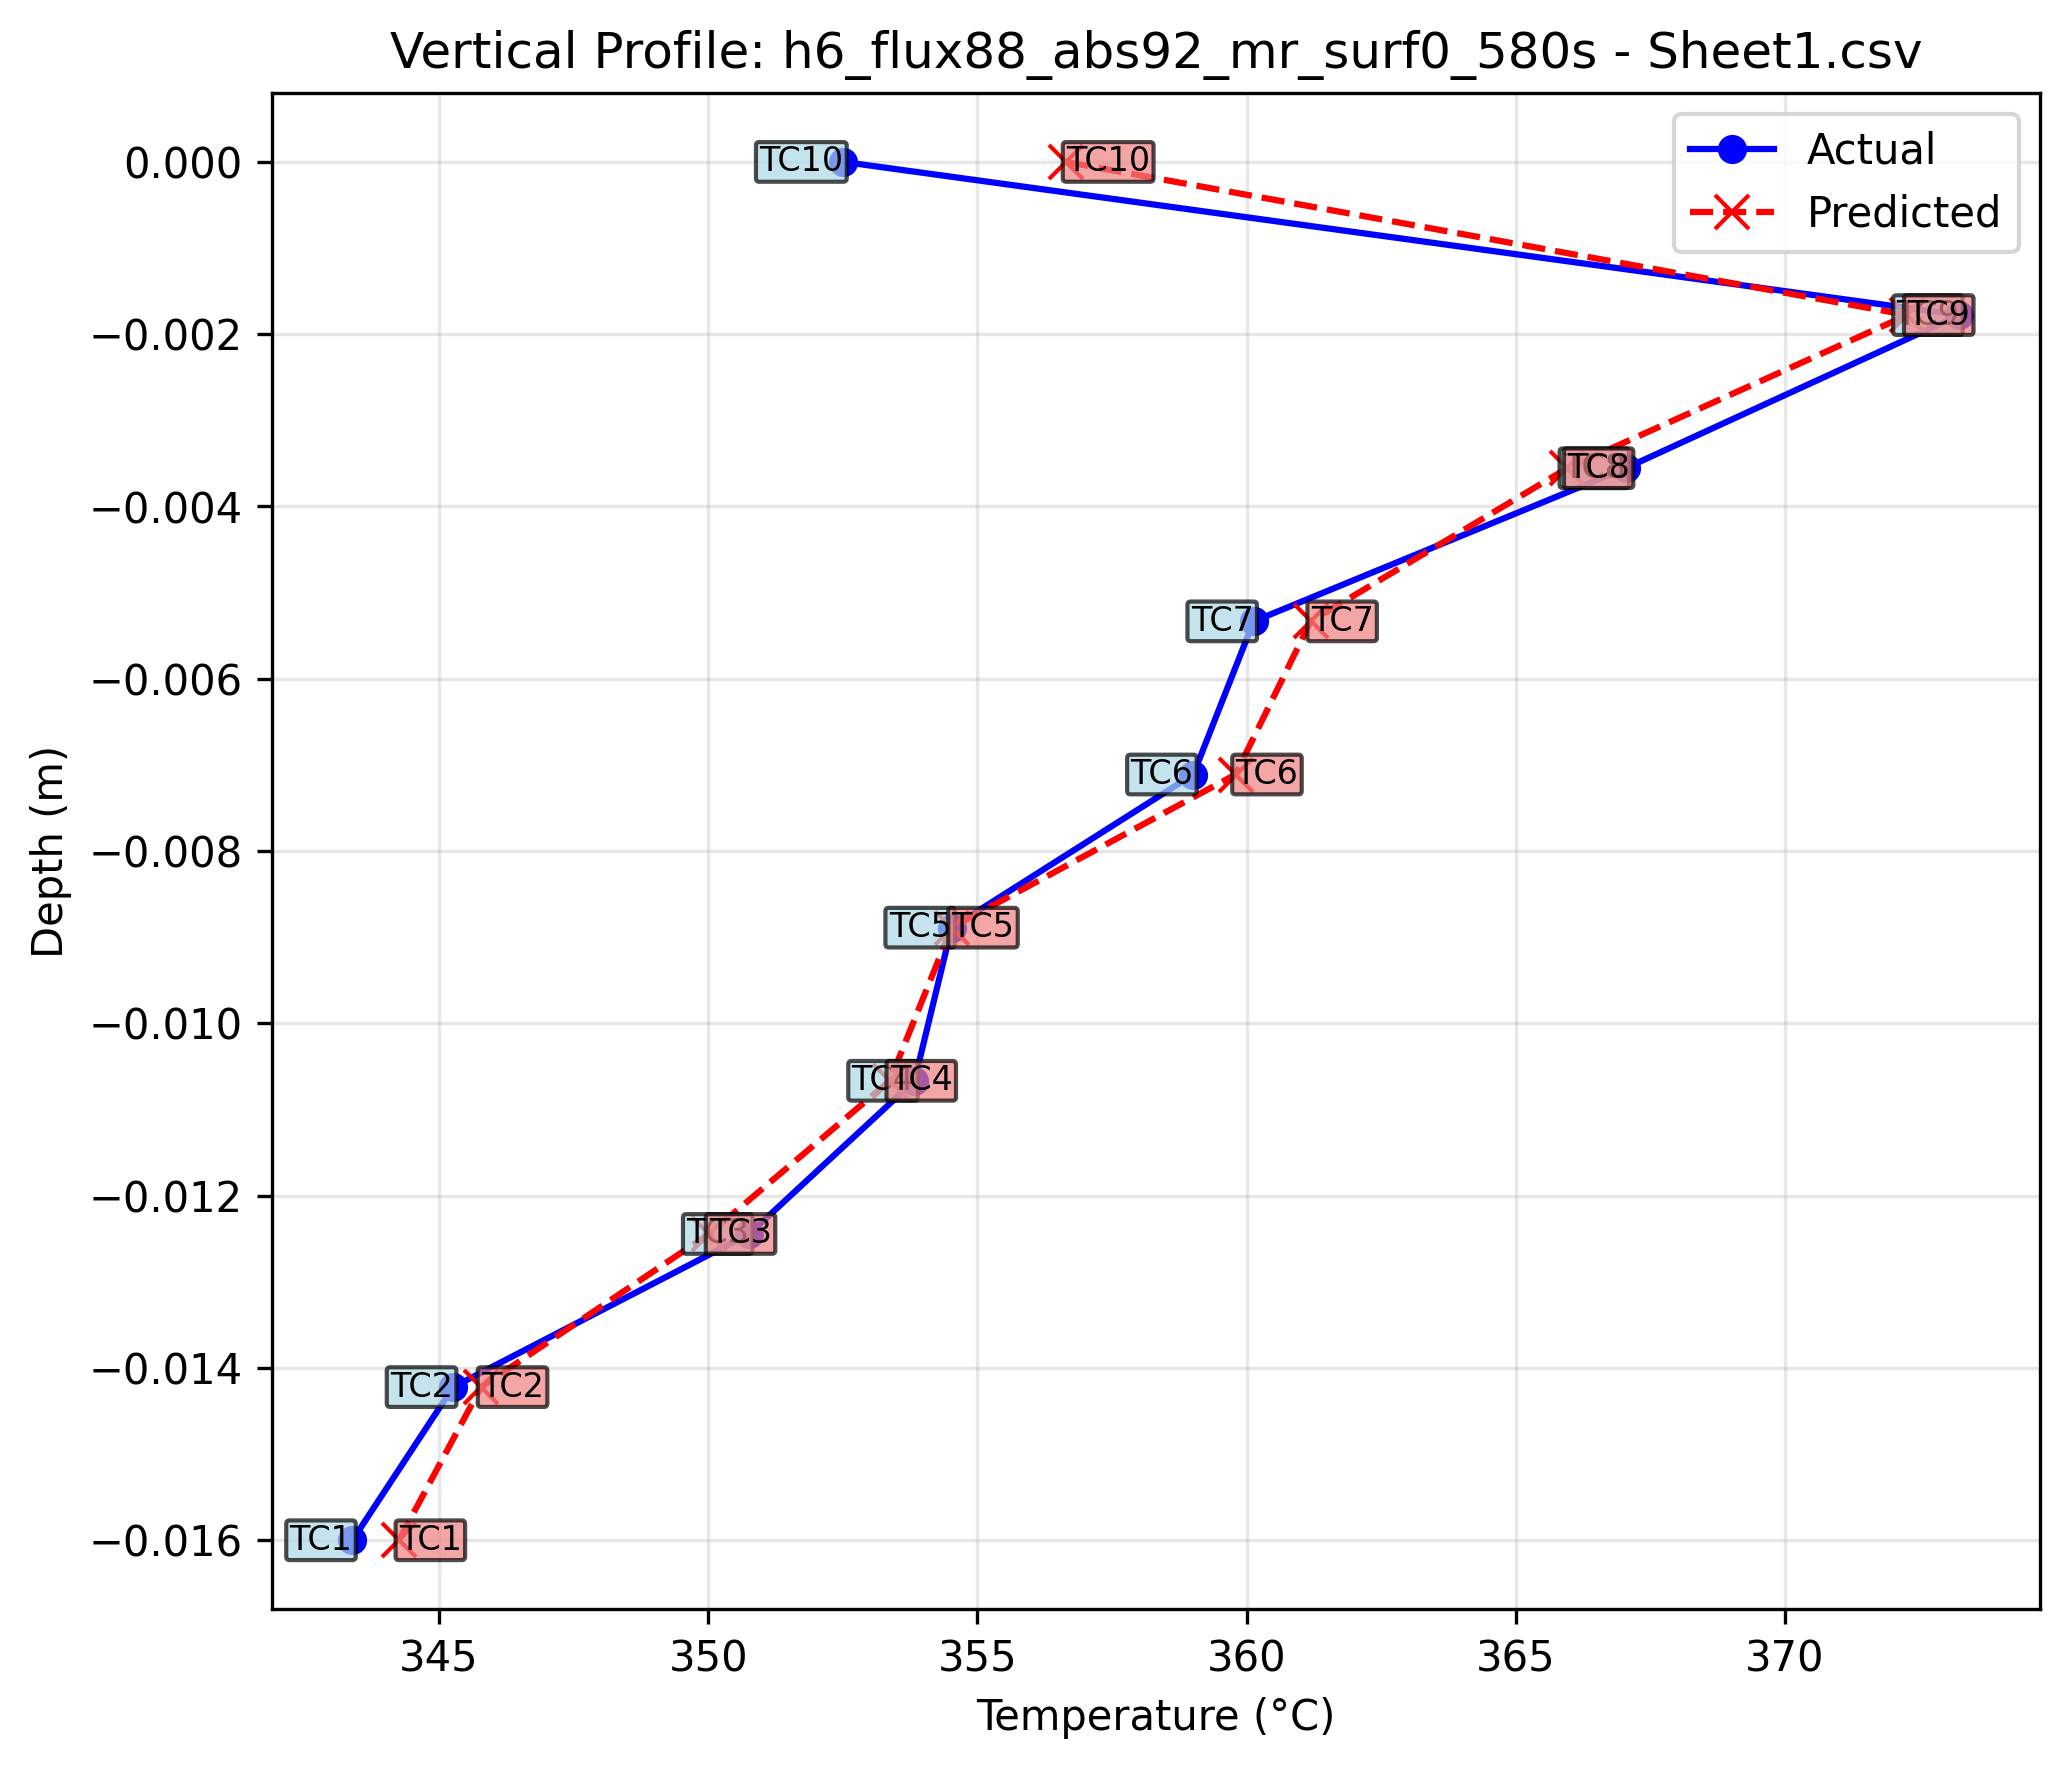 Vertical Profile: h6_flux88_abs92_mr_surf0_580s - Sheet1.csv
Actual
Predicted
0.000
−0.002
−0.004
−0.006
−0.008
−0.010
−0.012
−0.014
−0.016
Depth (m)
TC10
TC10
TC9
TC8
TC7
TC7
TC6
TC6
TC5
TC5
TC4
TC4
TC3
TC2
TC2
TC1
TC1
345
350
355
360
365
370
Temperature (°C)